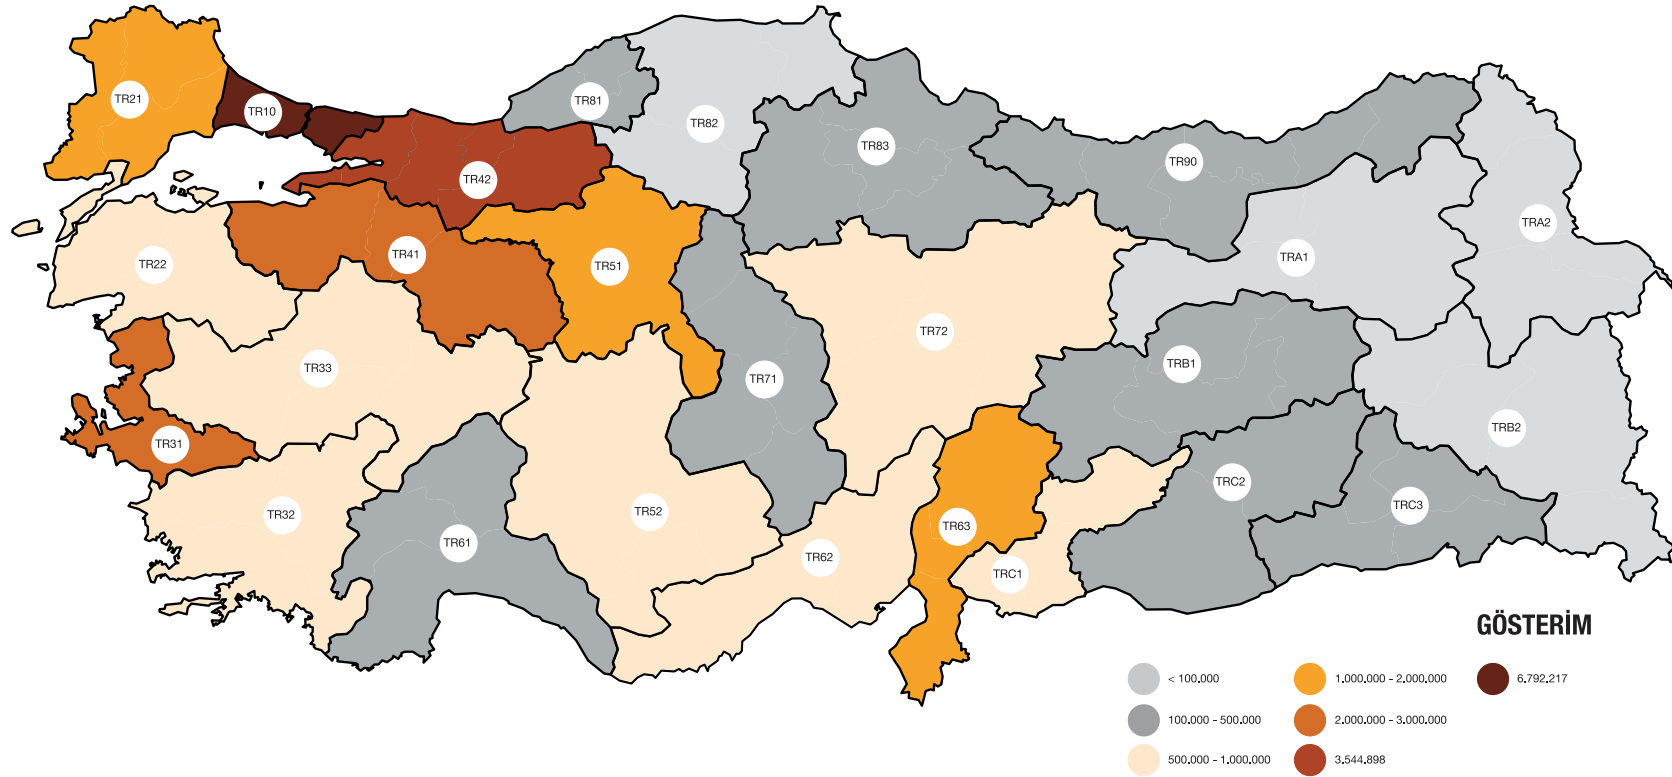 TR21
TR10
TR81
TR82
TR83
TR90
TR42
TRA2
TR22
TR41
TR51
TRA1
TR72
TR33
TR71
TRB1
TR31
TRB2
TR32
TR52
TRC2
TRC3
TR61
TR63
TR62
TRC1
GÖSTERİM
< 100.000
1.000.000 - 2.000.000
6.792.217
100.000 - 500.000
2.000.000 - 3.000.000
500.000 - 1.000.000
3.544.898